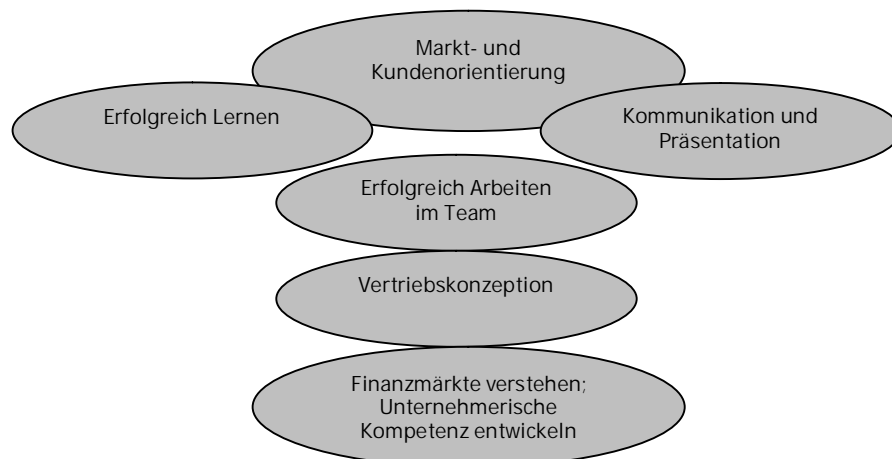 Markt- und
Kundenorientierung
Erfolgreich Lernen
Kommunikation und
Präsentation
Erfolgreich Arbeiten
im Team
Vertriebskonzeption
Finanzmärkte verstehen;
Unternehmerische
Kompetenz entwickeln